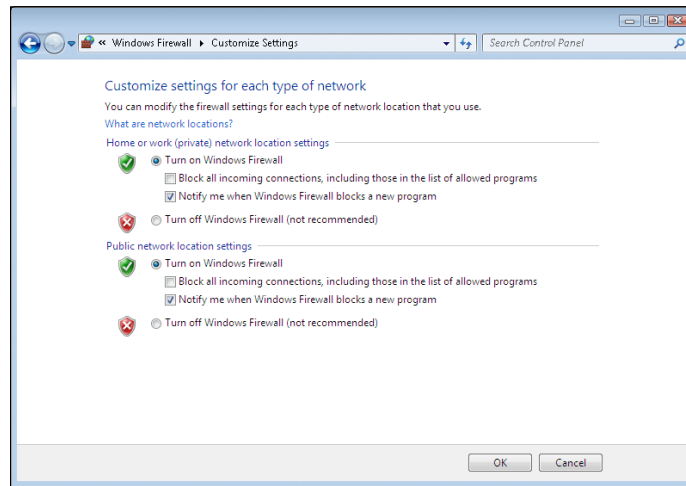 « Windows Firewall ▸ Customize Settings
Search Control Panel
Customize settings for each type of network
You can modify the firewall settings for each type of network location that you use.
What are network locations?
Home or work (private) network location settings
Turn on Windows Firewall
Block all incoming connections, including those in the list of allowed programs
Notify me when Windows Firewall blocks a new program
Turn off Windows Firewall (not recommended)
Public network location settings
Turn on Windows Firewall
Block all incoming connections, including those in the list of allowed programs
Notify me when Windows Firewall blocks a new program
Turn off Windows Firewall (not recommended)
OK
Cancel